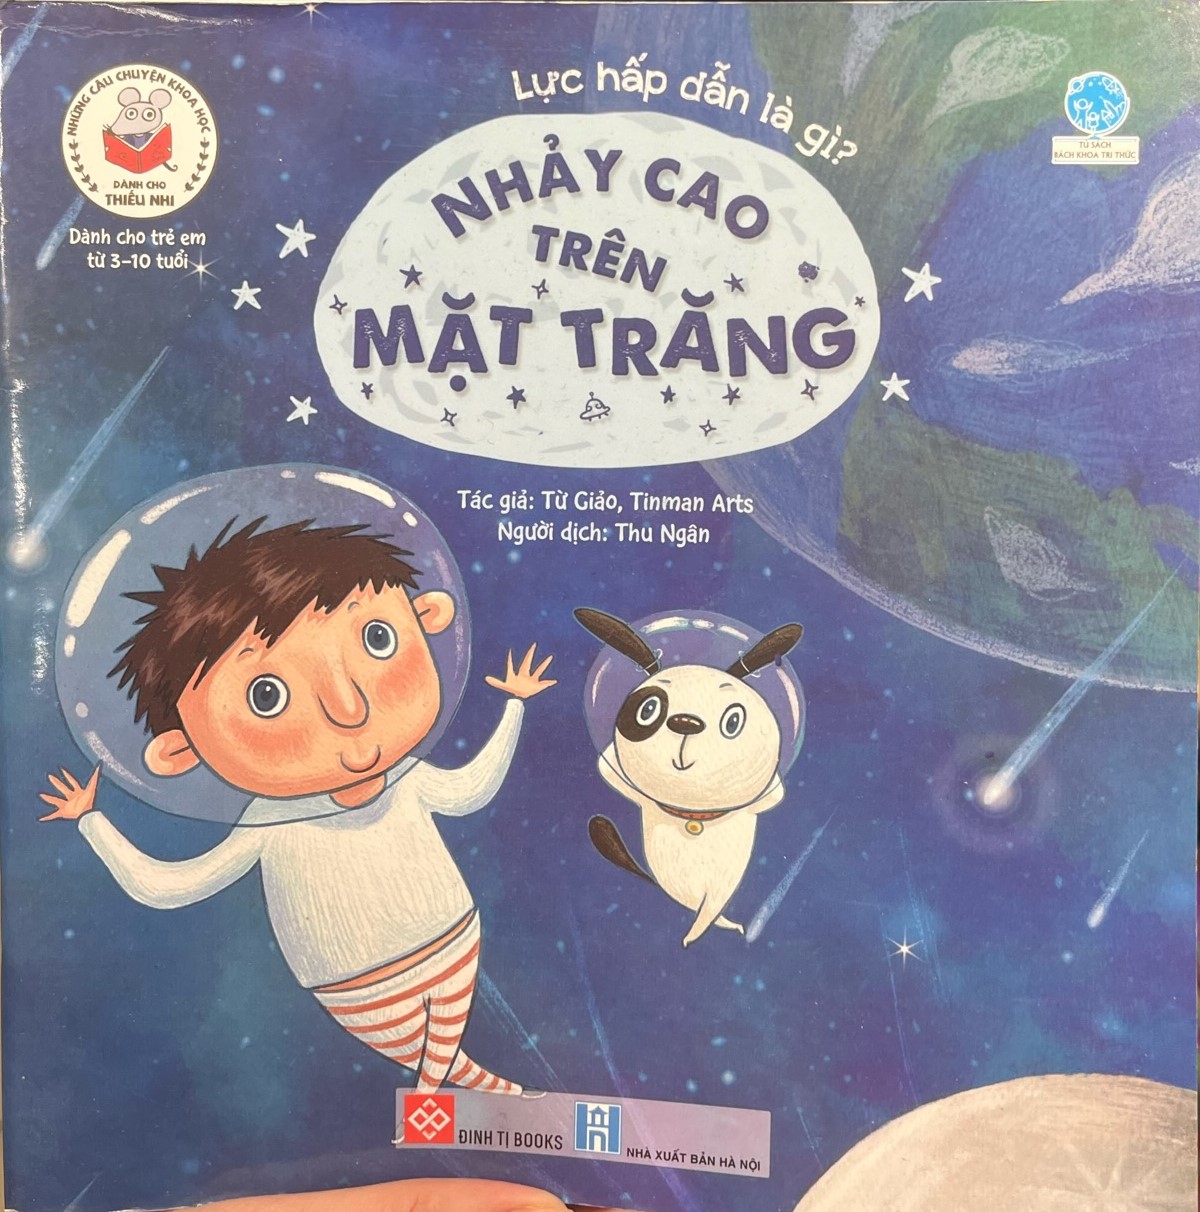 Lực hấp dẫn là gì?
NHẢY CAO
TRÊN
MẶT TRĂNG
NHỮNG CÂU CHUYỆN KHOA HỌC
DÀNH CHO
THIẾU NHI
Dành cho trẻ em
từ 3-10 tuổi
TỦ SÁCH
BÁCH KHOA TRI THỨC
Tác giả: Từ Giảo, Tinman Arts
Người dịch: Thu Ngân
ĐINH TỊ BOOKS
NHÀ XUẤT BẢN HÀ NỘI